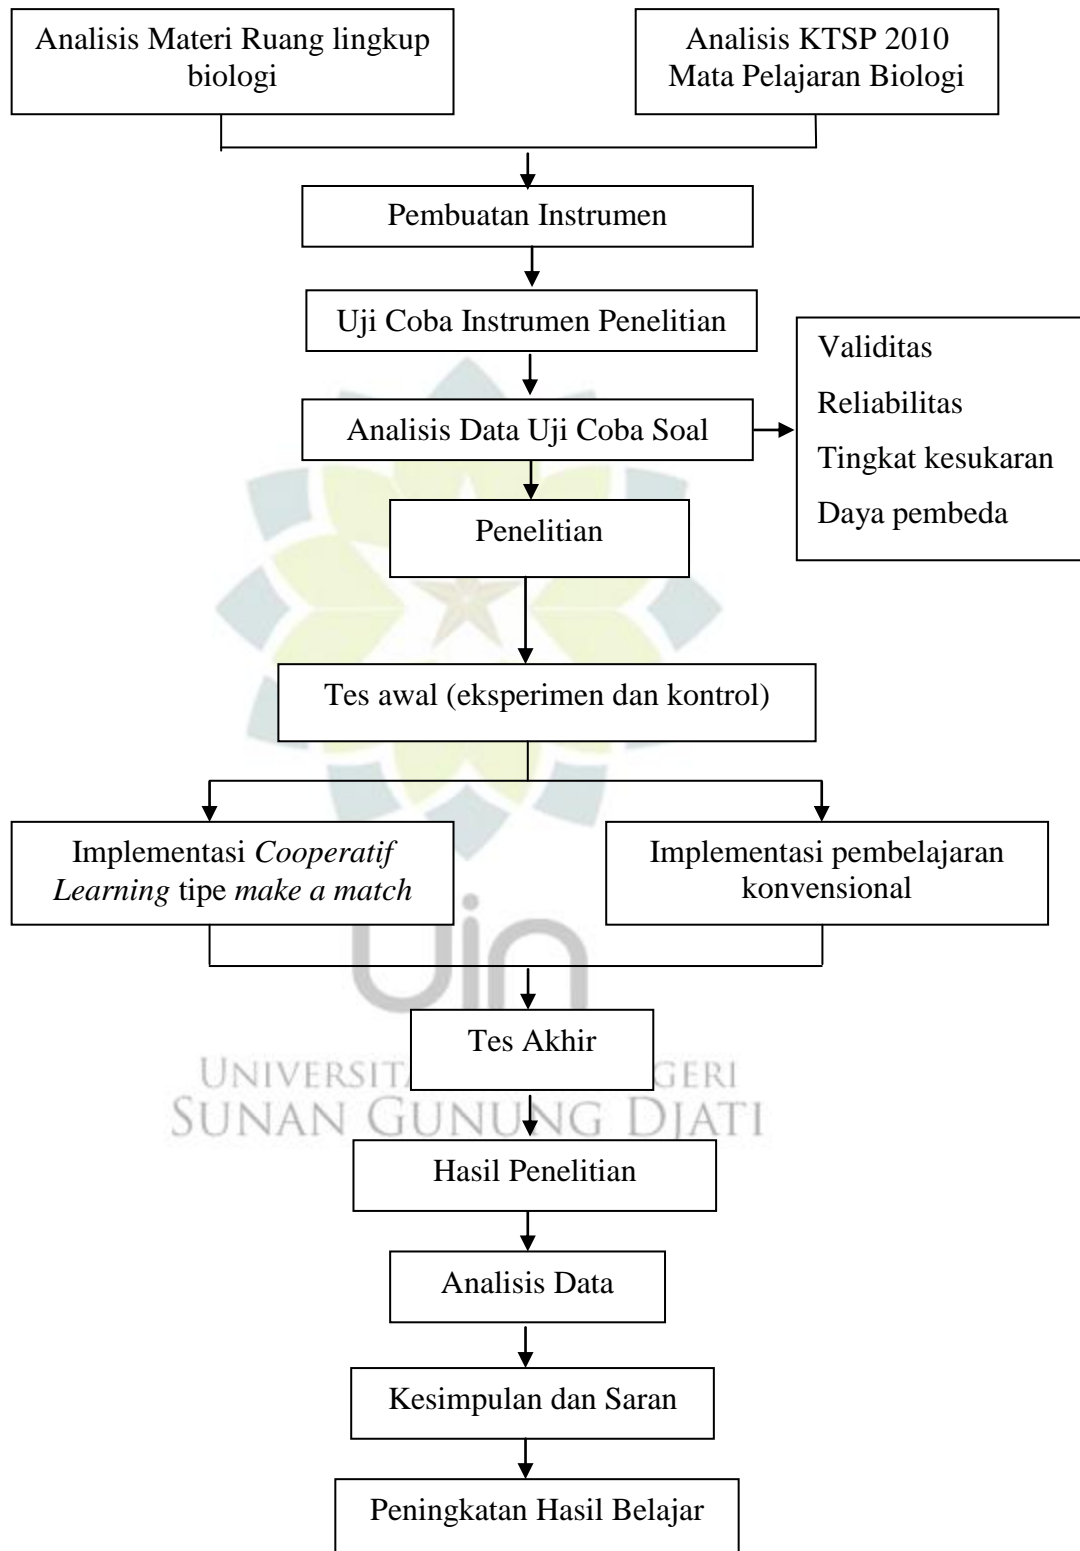 Analisis Materi Ruang lingkup
biologi
Analisis KTSP 2010
Mata Pelajaran Biologi
Pembuatan Instrumen
Uji Coba Instrumen Penelitian
Validitas
Reliabilitas
Tingkat kesukaran
Daya pembeda
Analisis Data Uji Coba Soal
Penelitian
Tes awal (eksperimen dan kontrol)
Implementasi Cooperatif
Learning tipe make a match
Implementasi pembelajaran
konvensional
uin
Tes Akhir
UNIVERSIT GERI
SUNAN GUNUNG DJATI
Hasil Penelitian
Analisis Data
Kesimpulan dan Saran
Peningkatan Hasil Belajar